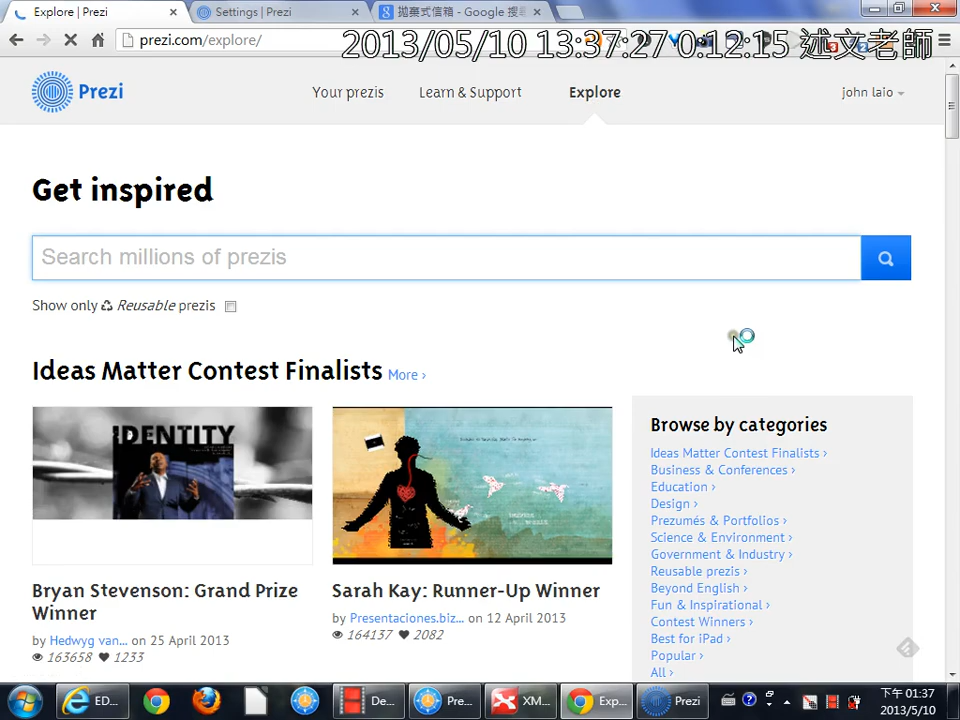 Explore | Prezi
Settings | Prezi
拋棄式信箱 - Google 搜尋
prezi.com/explore/
2013/05/10 13:37:27 0:12:15 述文老師
Prezi
Your prezis
Learn & Support
Explore
john laio
Get inspired
Search millions of prezis
Show only Reusable prezis
Ideas Matter Contest Finalists More ›
IDENTITY
Bryan Stevenson: Grand Prize
Winner
by Hedwyg van... on 25 April 2013
163658 1233
Sarah Kay: Runner-Up Winner
by Presentaciones.biz... on 12 April 2013
164137 2082
Browse by categories
Ideas Matter Contest Finalists ›
Business & Conferences ›
Education ›
Design ›
Prezumés & Portfolios ›
Science & Environment ›
Government & Industry ›
Reusable prezis ›
Beyond English ›
Fun & Inspirational ›
Contest Winners ›
Best for iPad ›
Popular ›
All ›
ED...
De...
Pre...
XM...
Exp...
Prezi
下午 01:37
2013/5/10